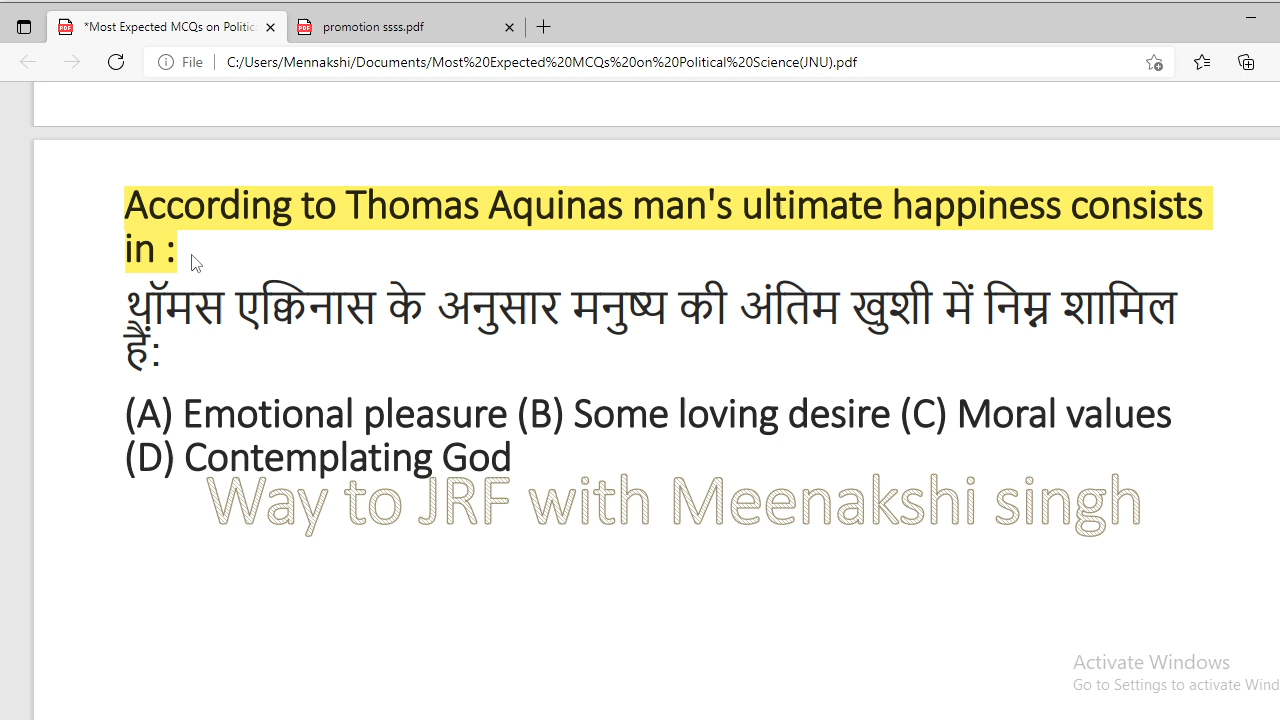 *Most Expected MCQs on Politic
promotion ssss.pdf
File
C:/Users/Mennakshi/Documents/Most%20Expected%20MCQs%20on%20Political%20Science(JNU).pdf
According to Thomas Aquinas man's ultimate happiness consists
in :
थॉमस एक्विनास के अनुसार मनुष्य की अंतिम खुशी में निम्न शामिल
हैं:
(A) Emotional pleasure (B) Some loving desire (C) Moral values
(D) Contemplating God
Way to JRF with Meenakshi singh
Activate Windows
Go to Settings to activate Wind